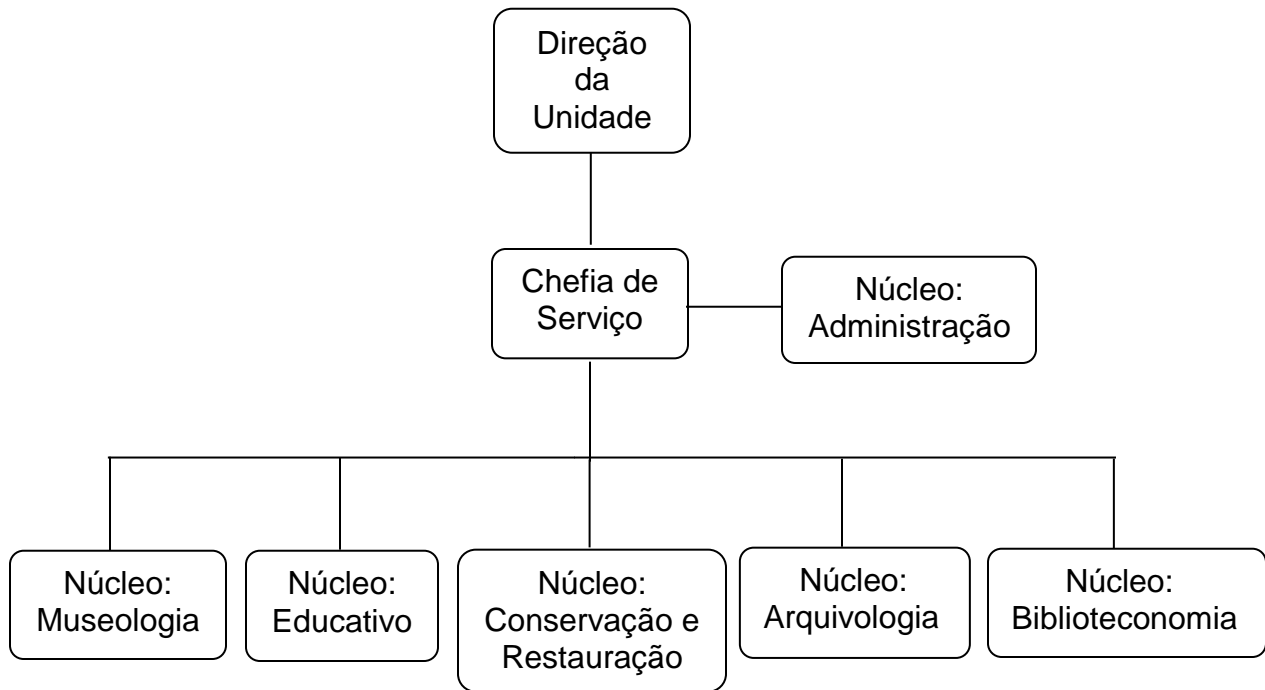 Direção
da
Unidade
Chefia de
Serviço
Núcleo:
Administração
Núcleo:
Museologia
Núcleo:
Educativo
Núcleo:
Conservação e
Restauração
Núcleo:
Arquivologia
Núcleo:
Biblioteconomia